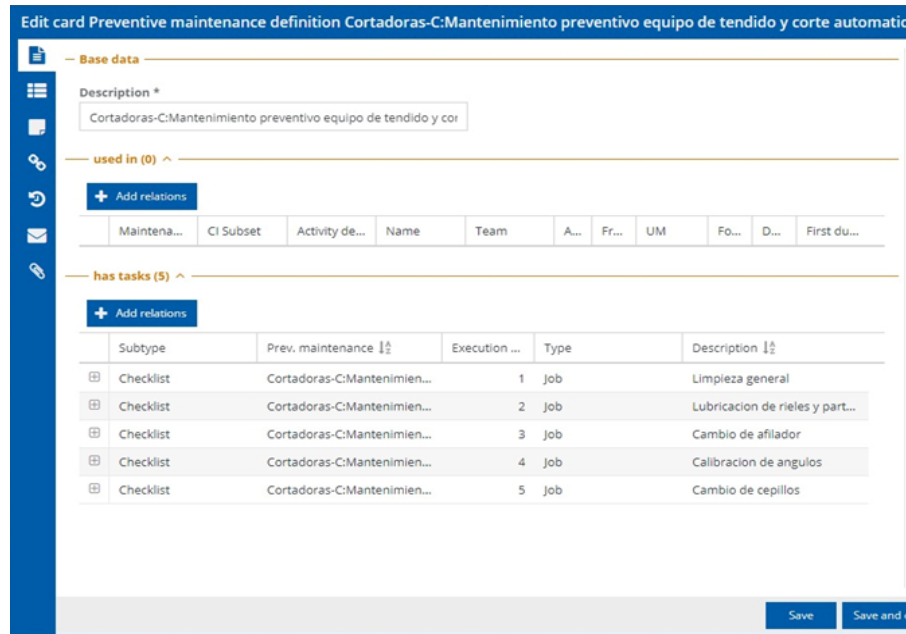 Edit card Preventive maintenance definition Cortadoras-C:Mantenimiento preventivo equipo de tendido y corte automatic
Base data
Description *
Cortadoras-C:Mantenimiento preventivo equipo de tendido y cor
used in (0)
Add relations
Maintena... CI Subset Activity de... Name Team A... Fr... UM Fo... D... First du...
has tasks (5)
Add relations
Subtype Prev. maintenance Execution ... Type Description
Checklist Cortadoras-C:Mantenimien... 1 Job Limpieza general
Checklist Cortadoras-C:Mantenimien... 2 Job Lubricacion de rieles y part...
Checklist Cortadoras-C:Mantenimien... 3 Job Cambio de afilador
Checklist Cortadoras-C:Mantenimien... 4 Job Calibracion de angulos
Checklist Cortadoras-C:Mantenimien... 5 Job Cambio de cepillos
Save Save and